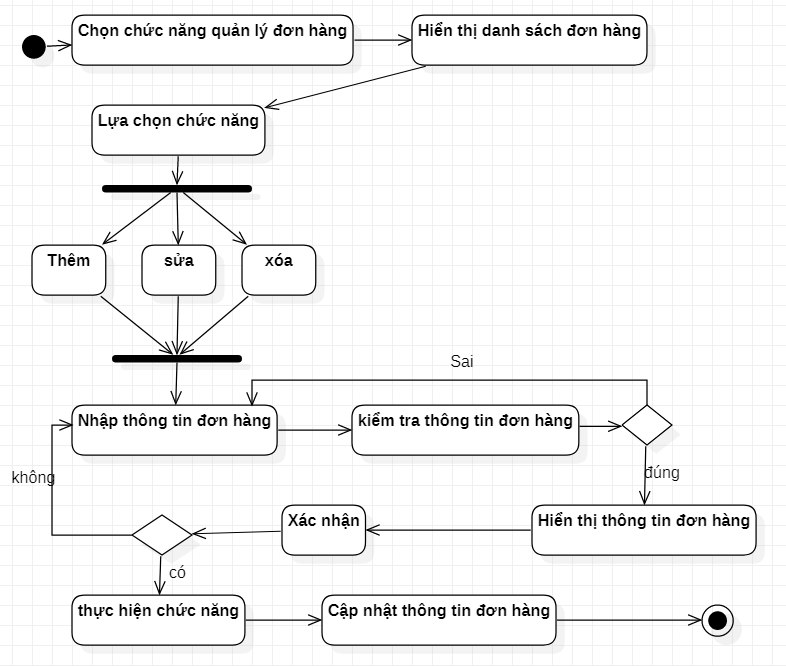 Chọn chức năng quản lý đơn hàng
Hiển thị danh sách đơn hàng
Lựa chọn chức năng
Thêm
sửa
xóa
Sai
Nhập thông tin đơn hàng
kiểm tra thông tin đơn hàng
không
đúng
Xác nhận
Hiển thị thông tin đơn hàng
có
thực hiện chức năng
Cập nhật thông tin đơn hàng